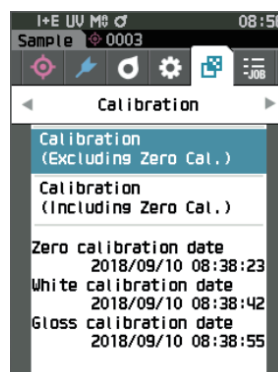 I+E UV M8 ♂ 08:5
Sample 0003
JOB
Calibration
Calibration
(Excluding Zero Cal.)
Calibration
(Including Zero Cal.)
Zero calibration date
2018/09/10 08:38:23
White calibration date
2018/09/10 08:38:42
Gloss calibration date
2018/09/10 08:38:55